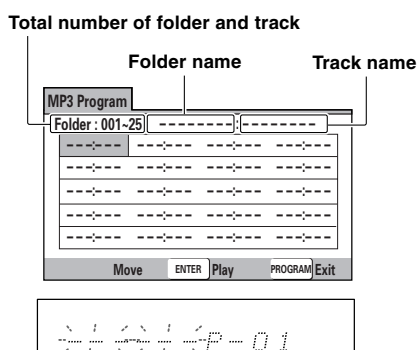 Total number of folder and track
Folder name Track name
MP3 Program
Folder : 001~25 --------:--------
---:--- ---:--- ---:--- ---:---
---:--- ---:--- ---:--- ---:---
---:--- ---:--- ---:--- ---:---
---:--- ---:--- ---:--- ---:---
---:--- ---:--- ---:--- ---:---
Move ENTER Play PROGRAM Exit
P-01